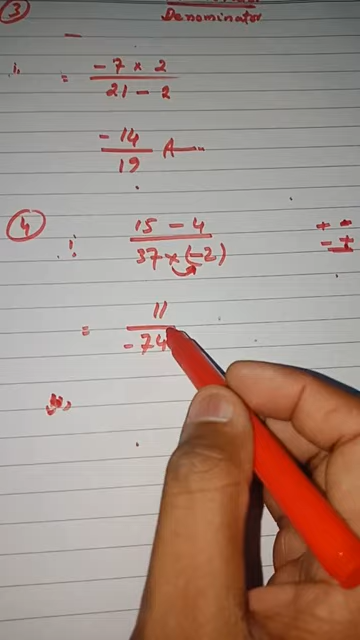 ③
Denominator
i. = -7 × 2 / 21 - 2
-14 / 19 A
④
i 15 - 4 / 37 × (-2)
+ -
- +
= 11 / -74